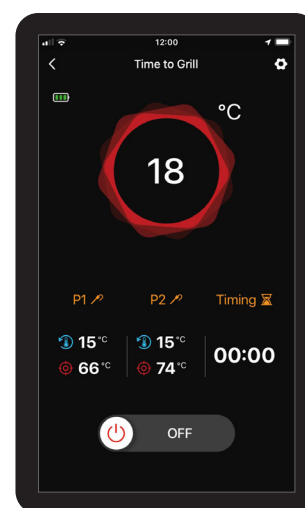 12:00
Time to Grill
°C
18
P1 P2 Timing
15 °C 15 °C
66 °C 74 °C
00:00
OFF